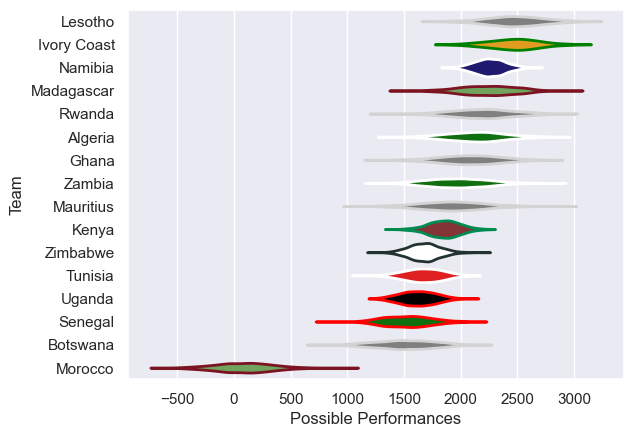 Lesotho
Ivory Coast
Namibia
Madagascar
Rwanda
Algeria
Ghana
Zambia
Mauritius
Kenya
Zimbabwe
Tunisia
Uganda
Senegal
Botswana
Morocco
Team
−500 0 500 1000 1500 2000 2500 3000
Possible Performances